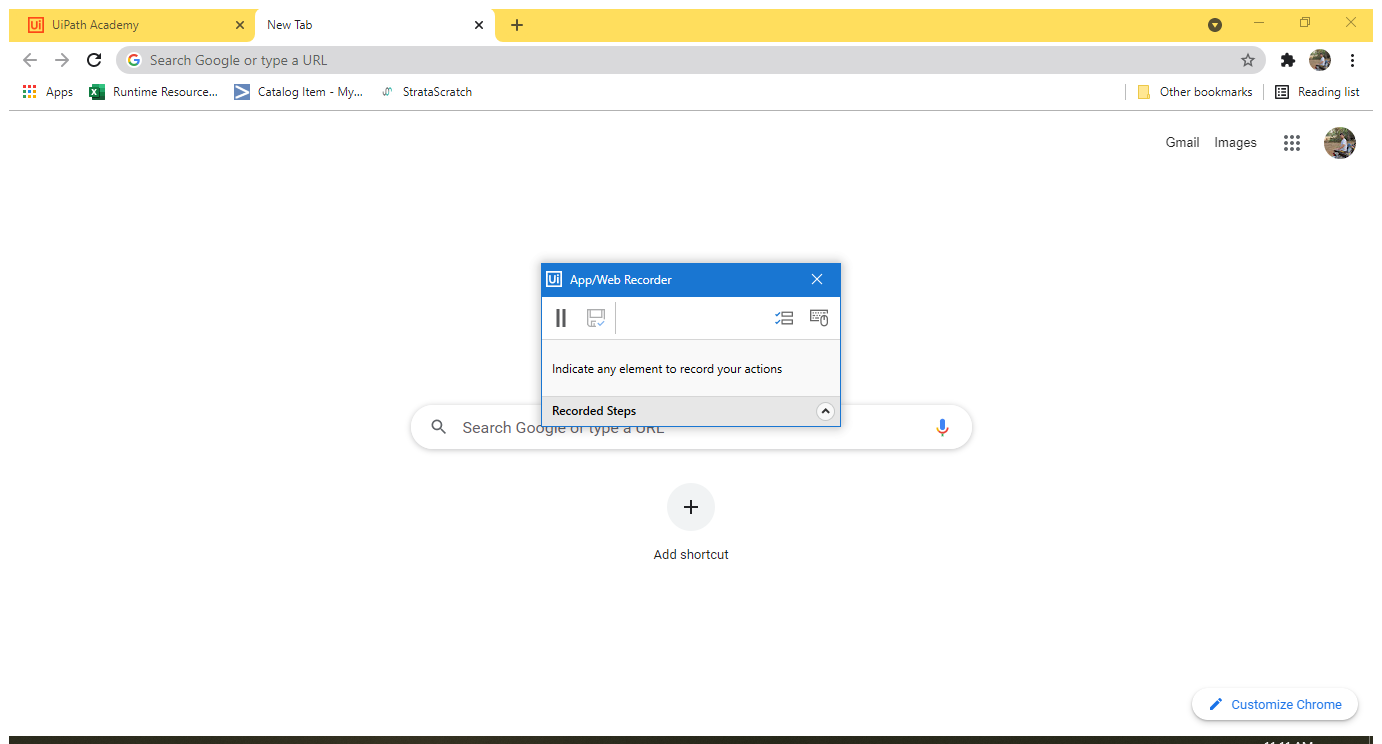 Ui UiPath Academy New Tab
Search Google or type a URL
Apps Runtime Resource... Catalog Item - My... StrataScratch Other bookmarks Reading list
Gmail Images
Ui App/Web Recorder
Indicate any element to record your actions
Recorded Steps
Search Google or type a URL
Add shortcut
Customize Chrome